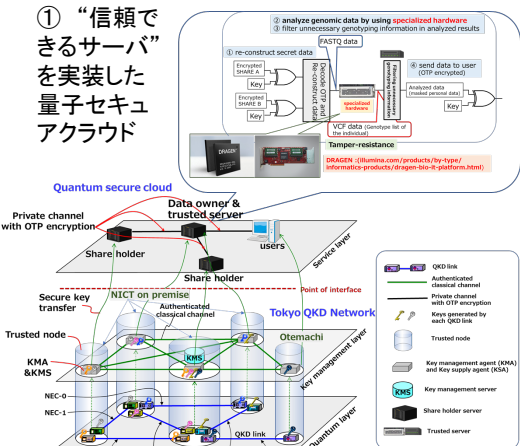 ① “信頼で
きるサーバ”
を実装した
量子セキュ
アクラウド
② analyze genomic data by using specialized hardware
③ filter unnecessary genotyping information in analyzed results
FASTQ data
① re-construct secret data
④ send data to user
(OTP encrypted)
Encrypted
SHARE A
Key
Encrypted
SHARE B
Key
Decode OTP and
Re-construct data
specialized
hardware
Filtering unnecessary
genotyping information
Analyzed data
(masked personal data)
Key
VCF data (Genotype list of
the individual)
Tamper-resistance
DRAGEN
DRAGEN :(illumina.com/products/by-type/
informatics-products/dragen-bio-it-platform.html)
Quantum secure cloud
Private channel
with OTP encryption
Data owner &
trusted server
Share holder
users
Share holder
Service layer
Point of interface
Secure key
transfer
NICT on premise
Authenticated
classical channel
Tokyo QKD Network
Trusted node
Otemachi
KMA
&KMS
KMS
Key management layer
NEC-0
NEC-1
QKD link
Quantum layer
QKD link
Authenticated
classical channel
Private channel
with OTP encryption
Keys generated by
each QKD link
Trusted node
Key management agent (KMA)
and Key supply agent (KSA)
KMS
Key management server
Share holder server
Trusted server